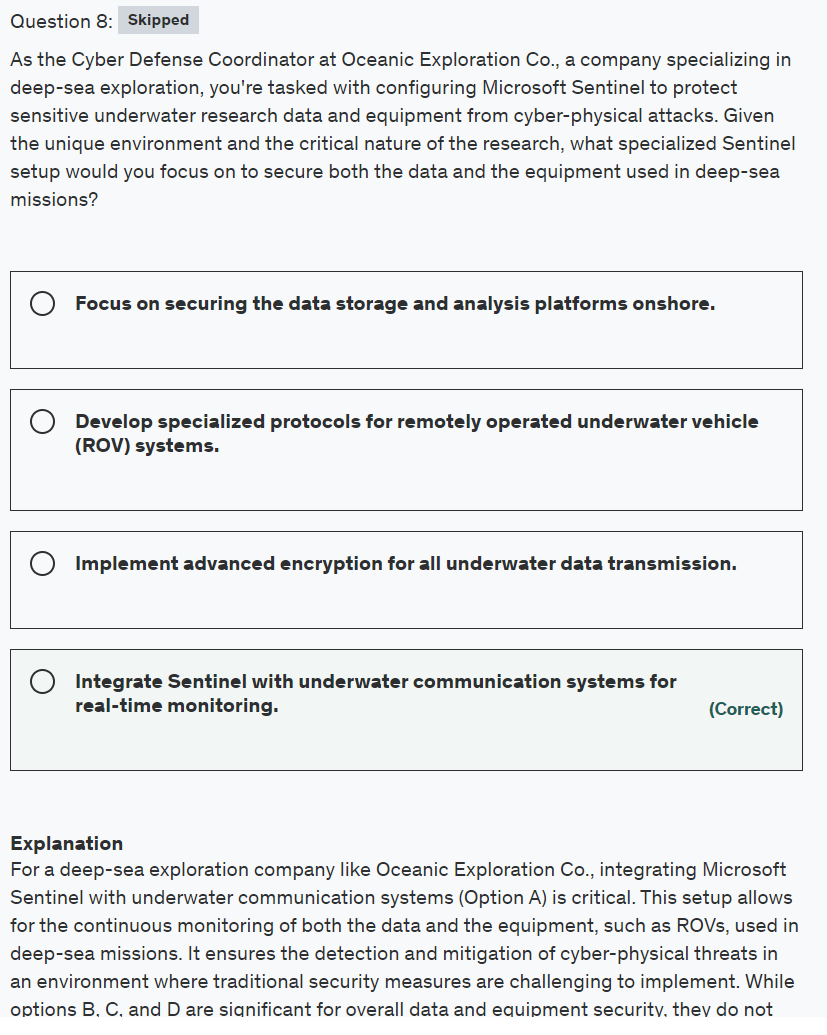 Question 8: Skipped
As the Cyber Defense Coordinator at Oceanic Exploration Co., a company specializing in
deep-sea exploration, you're tasked with configuring Microsoft Sentinel to protect
sensitive underwater research data and equipment from cyber-physical attacks. Given
the unique environment and the critical nature of the research, what specialized Sentinel
setup would you focus on to secure both the data and the equipment used in deep-sea
missions?
Focus on securing the data storage and analysis platforms onshore.
Develop specialized protocols for remotely operated underwater vehicle
(ROV) systems.
Implement advanced encryption for all underwater data transmission.
Integrate Sentinel with underwater communication systems for
real-time monitoring.
(Correct)
Explanation
For a deep-sea exploration company like Oceanic Exploration Co., integrating Microsoft
Sentinel with underwater communication systems (Option A) is critical. This setup allows
for the continuous monitoring of both the data and the equipment, such as ROVs, used in
deep-sea missions. It ensures the detection and mitigation of cyber-physical threats in
an environment where traditional security measures are challenging to implement. While
options B, C, and D are significant for overall data and equipment security, they do not